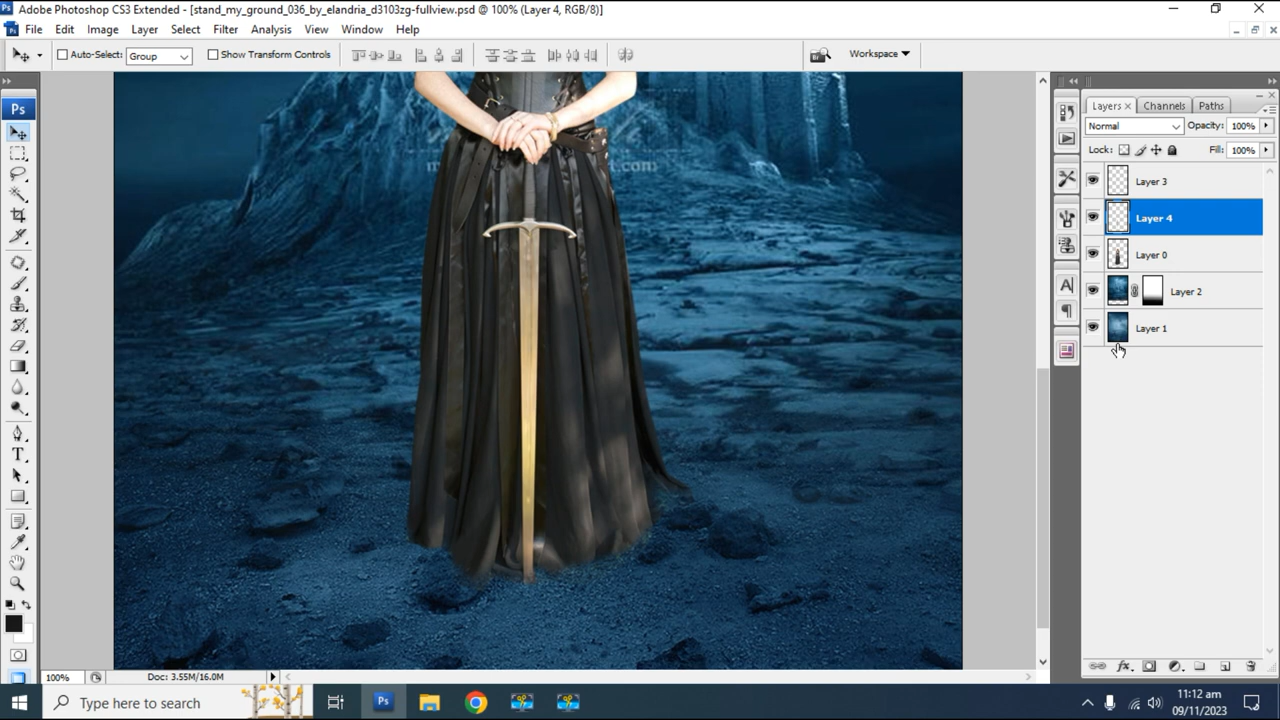 Adobe Photoshop CS3 Extended - [stand_my_ground_036_by_elandria_d3103zg-fullview.psd @ 100% (Layer 4, RGB/8)]
File Edit Image Layer Select Filter Analysis View Window Help
Auto-Select: Group Show Transform Controls Workspace
Ps
Layers Channels Paths
Normal Opacity: 100%
Lock: Fill: 100%
Layer 3
Layer 4
Layer 0
Layer 2
Layer 1
100% Doc: 3.55M/16.0M
Type here to search
11:12 am
09/11/2023